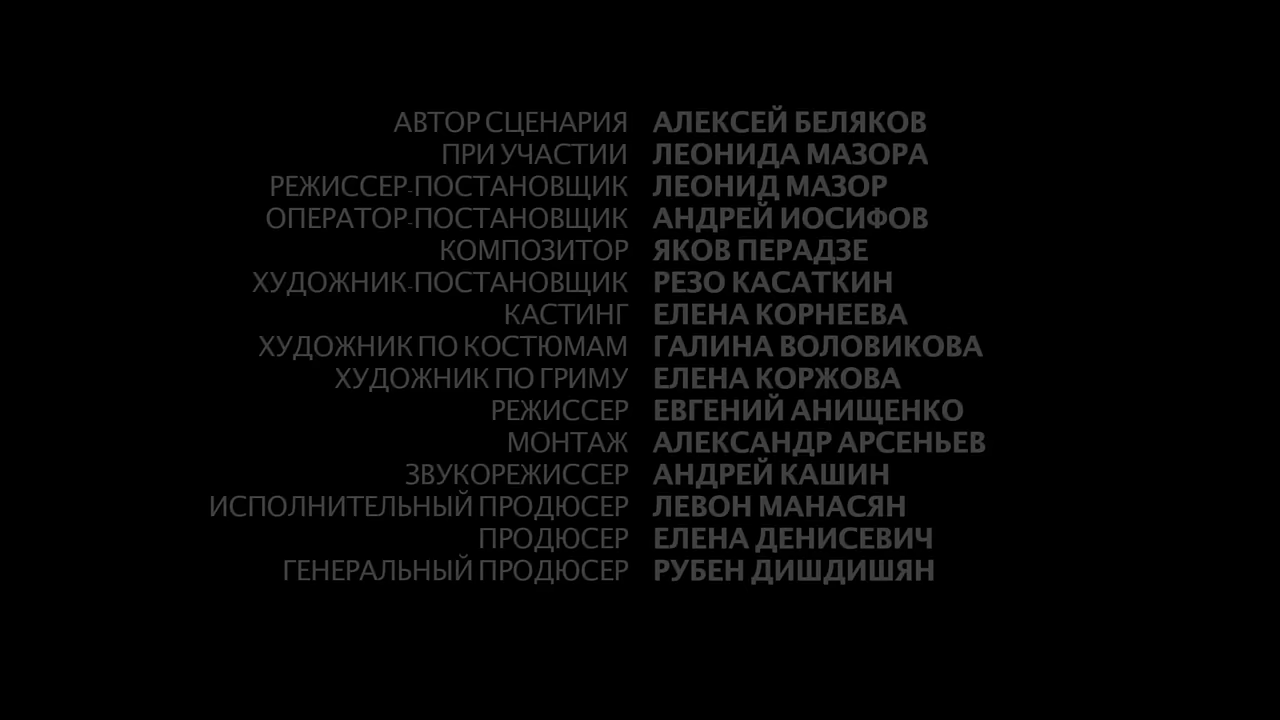 АВТОР СЦЕНАРИЯ АЛЕКСЕЙ БЕЛЯКОВ
ПРИ УЧАСТИИ ЛЕОНИДА МАЗОРА
РЕЖИССЕР-ПОСТАНОВЩИК ЛЕОНИД МАЗОР
ОПЕРАТОР-ПОСТАНОВЩИК АНДРЕЙ ИОСИФОВ
КОМПОЗИТОР ЯКОВ ПЕРАДЗЕ
ХУДОЖНИК-ПОСТАНОВЩИК РЕЗО КАСАТКИН
КАСТИНГ ЕЛЕНА КОРНЕЕВА
ХУДОЖНИК ПО КОСТЮМАМ ГАЛИНА ВОЛОВИКОВА
ХУДОЖНИК ПО ГРИМУ ЕЛЕНА КОРЖОВА
РЕЖИССЕР ЕВГЕНИЙ АНИЩЕНКО
МОНТАЖ АЛЕКСАНДР АРСЕНЬЕВ
ЗВУКОРЕЖИССЕР АНДРЕЙ КАШИН
ИСПОЛНИТЕЛЬНЫЙ ПРОДЮСЕР ЛЕВОН МАНАСЯН
ПРОДЮСЕР ЕЛЕНА ДЕНИСЕВИЧ
ГЕНЕРАЛЬНЫЙ ПРОДЮСЕР РУБЕН ДИШДИШЯН